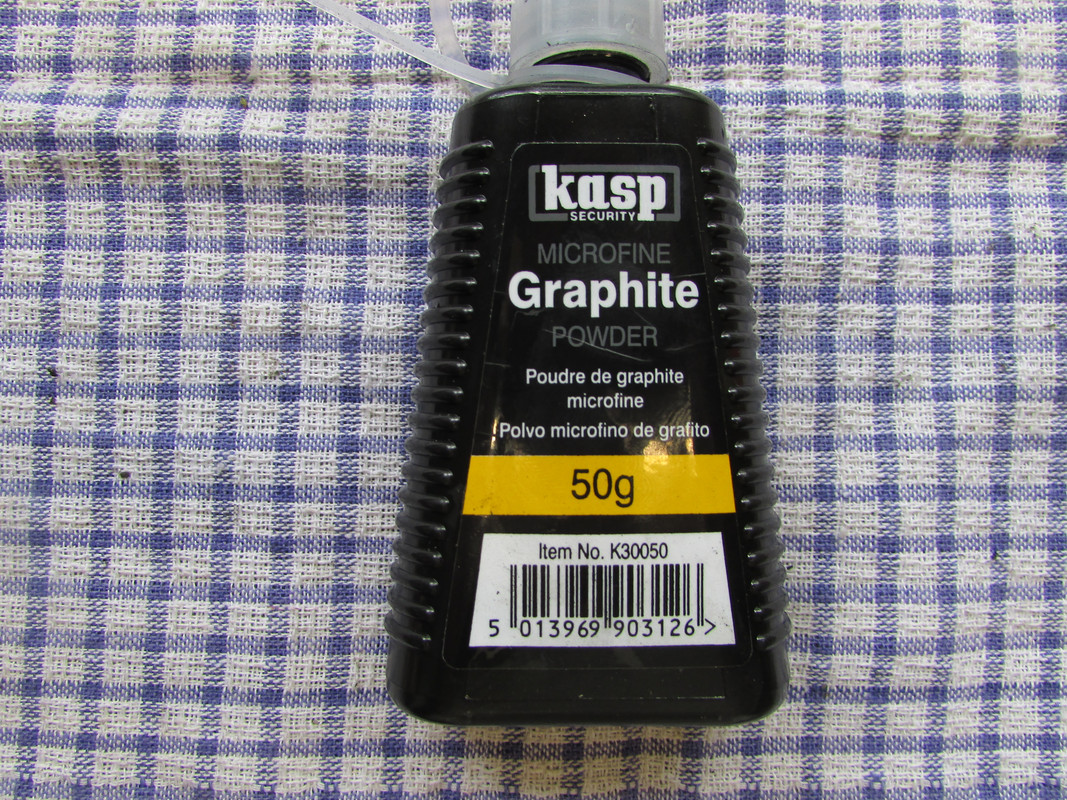 kasp
SECURITY
MICROFINE
Graphite
POWDER
Poudre de graphite
microfine
Polvo microfino de grafito
50g
Item No. K30050
5 013969 903126 >